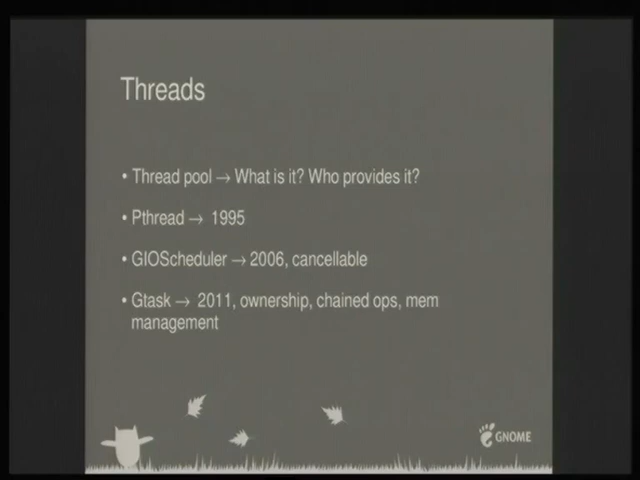 Threads
• Thread pool → What is it? Who provides it?
• Pthread → 1995
• GIOScheduler → 2006, cancellable
• Gtask → 2011, ownership, chained ops, mem
management
GNOME